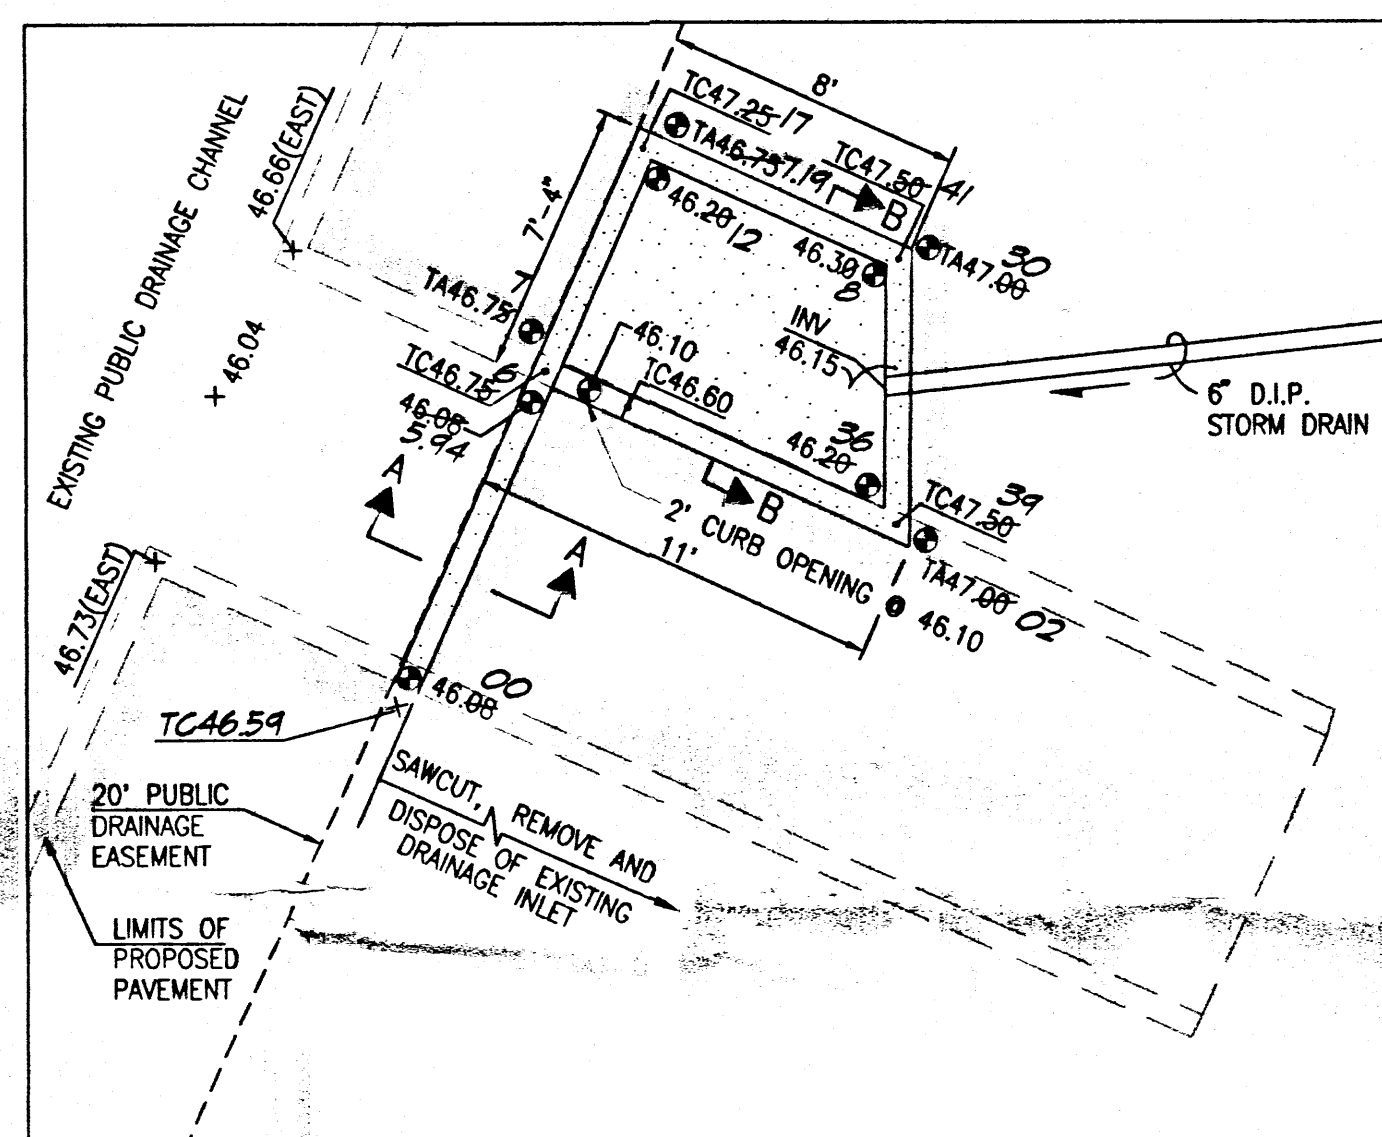 8'
TC47.25 17
TA46.75 7.19
TC47.50 41
B
46.66(EAST)
EXISTING PUBLIC DRAINAGE CHANNEL
7'-4"
46.20 12
46.30
8
30
TA47.00
TA46.75 7
INV
46.15
46.04
46.10
TC46.75 6
TC46.60
6" D.I.P.
STORM DRAIN
46.08
5.94
36
46.20
A
B
39
TC47.50
2' CURB OPENING
11'
A
TA47.00 02
46.10
46.73(EAST)
00
46.08
TC46.59
SAWCUT, REMOVE AND
DISPOSE OF EXISTING
DRAINAGE INLET
20' PUBLIC
DRAINAGE
EASEMENT
LIMITS OF
PROPOSED
PAVEMENT